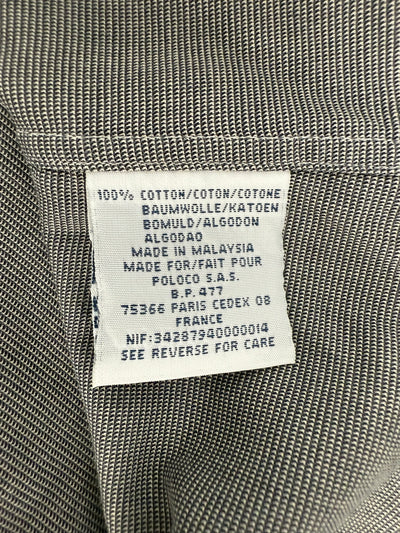 100% COTTON/COTON/COTONE
BAUMWOLLE/KATOEN
BOMULD/ALGODON
ALGODAO
MADE IN MALAYSIA
MADE FOR/FAIT POUR
POLOCO S.A.S.
B.P. 477
75366 PARIS CEDEX 08
FRANCE
NIF:34287940000014
SEE REVERSE FOR CARE